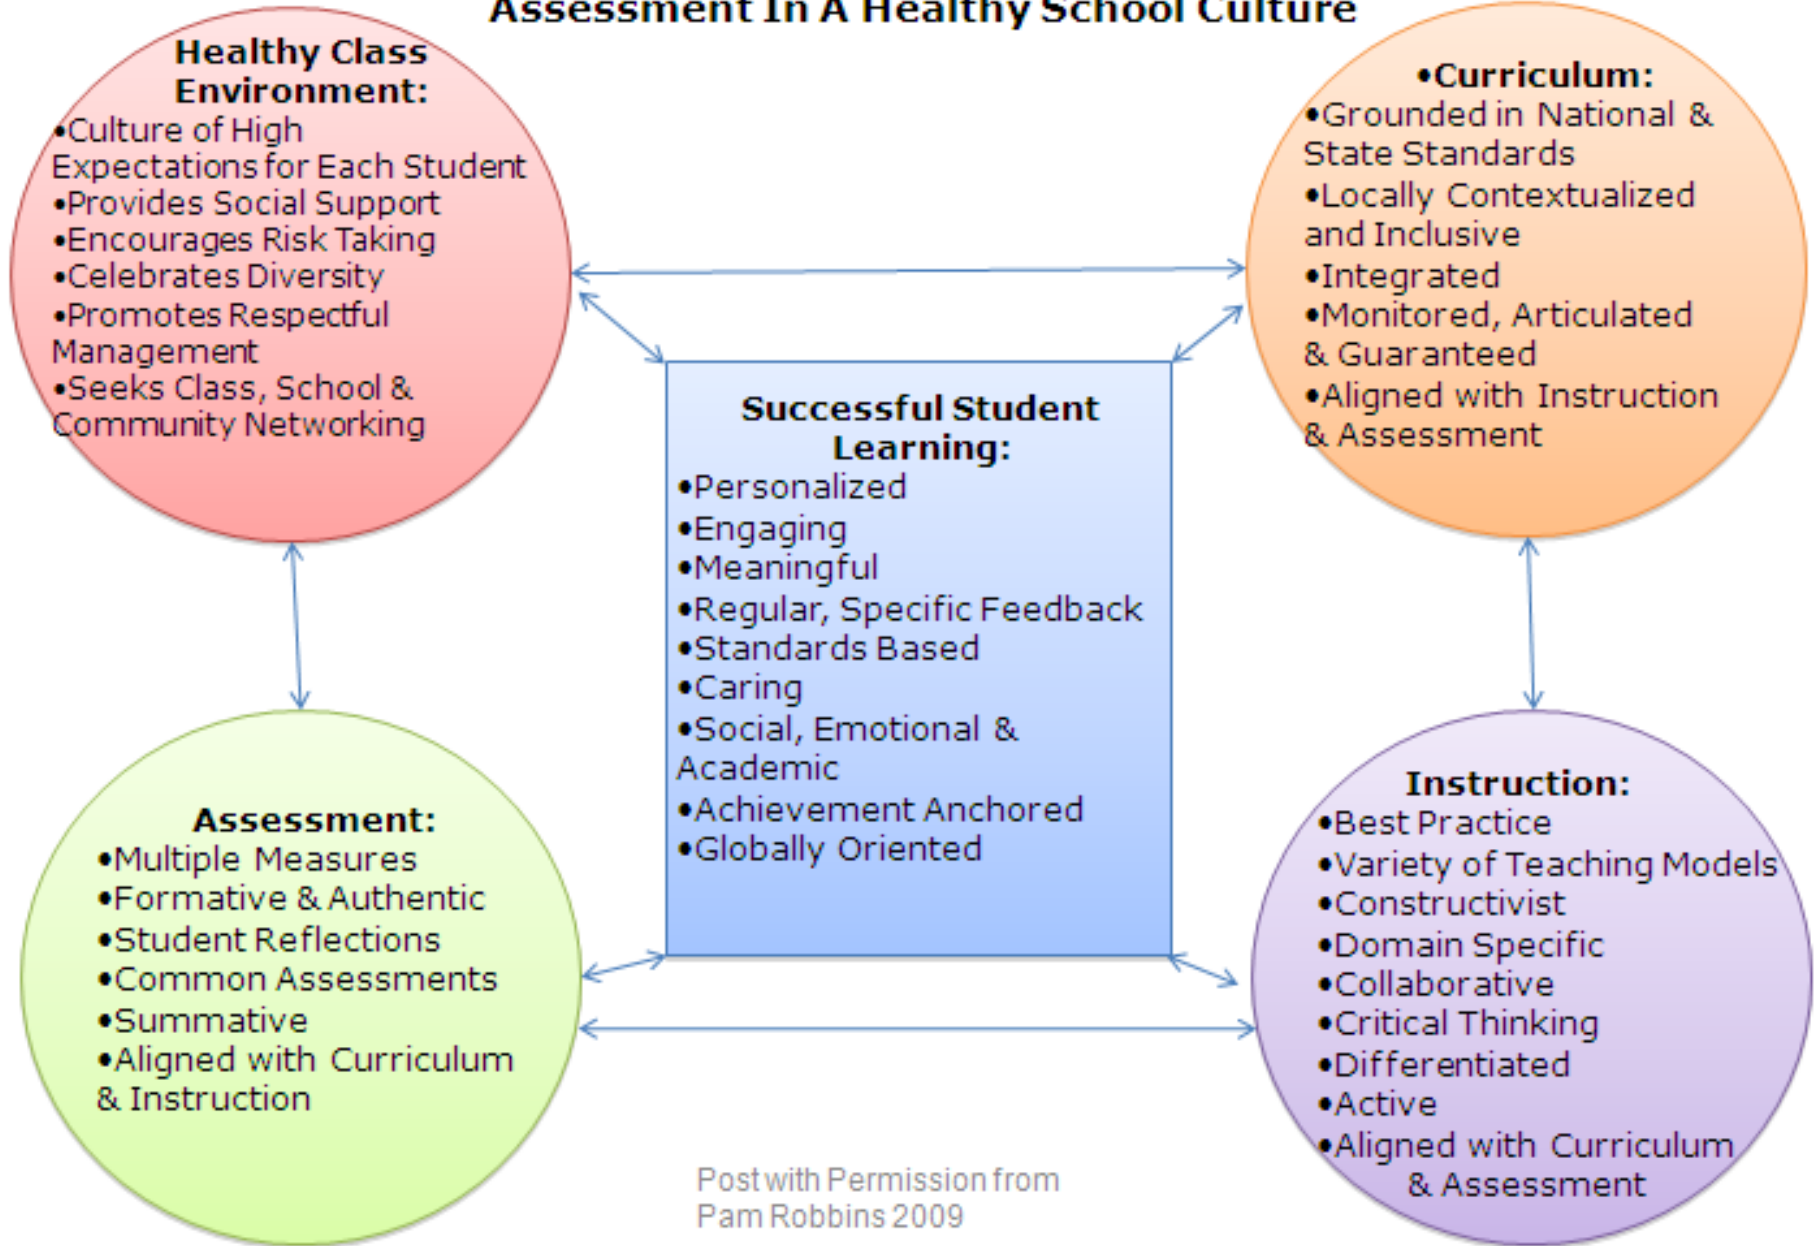 Assessment In A Healthy School Culture
Healthy Class
Environment:
•Culture of High
Expectations for Each Student
•Provides Social Support
•Encourages Risk Taking
•Celebrates Diversity
•Promotes Respectful
Management
•Seeks Class, School &
Community Networking
•Curriculum:
•Grounded in National &
State Standards
•Locally Contextualized
and Inclusive
•Integrated
•Monitored, Articulated
& Guaranteed
•Aligned with Instruction
& Assessment
Successful Student
Learning:
•Personalized
•Engaging
•Meaningful
•Regular, Specific Feedback
•Standards Based
•Caring
•Social, Emotional &
Academic
•Achievement Anchored
•Globally Oriented
Assessment:
•Multiple Measures
•Formative & Authentic
•Student Reflections
•Common Assessments
•Summative
•Aligned with Curriculum
& Instruction
Instruction:
•Best Practice
•Variety of Teaching Models
•Constructivist
•Domain Specific
•Collaborative
•Critical Thinking
•Differentiated
•Active
•Aligned with Curriculum
& Assessment
Post with Permission from
Pam Robbins 2009